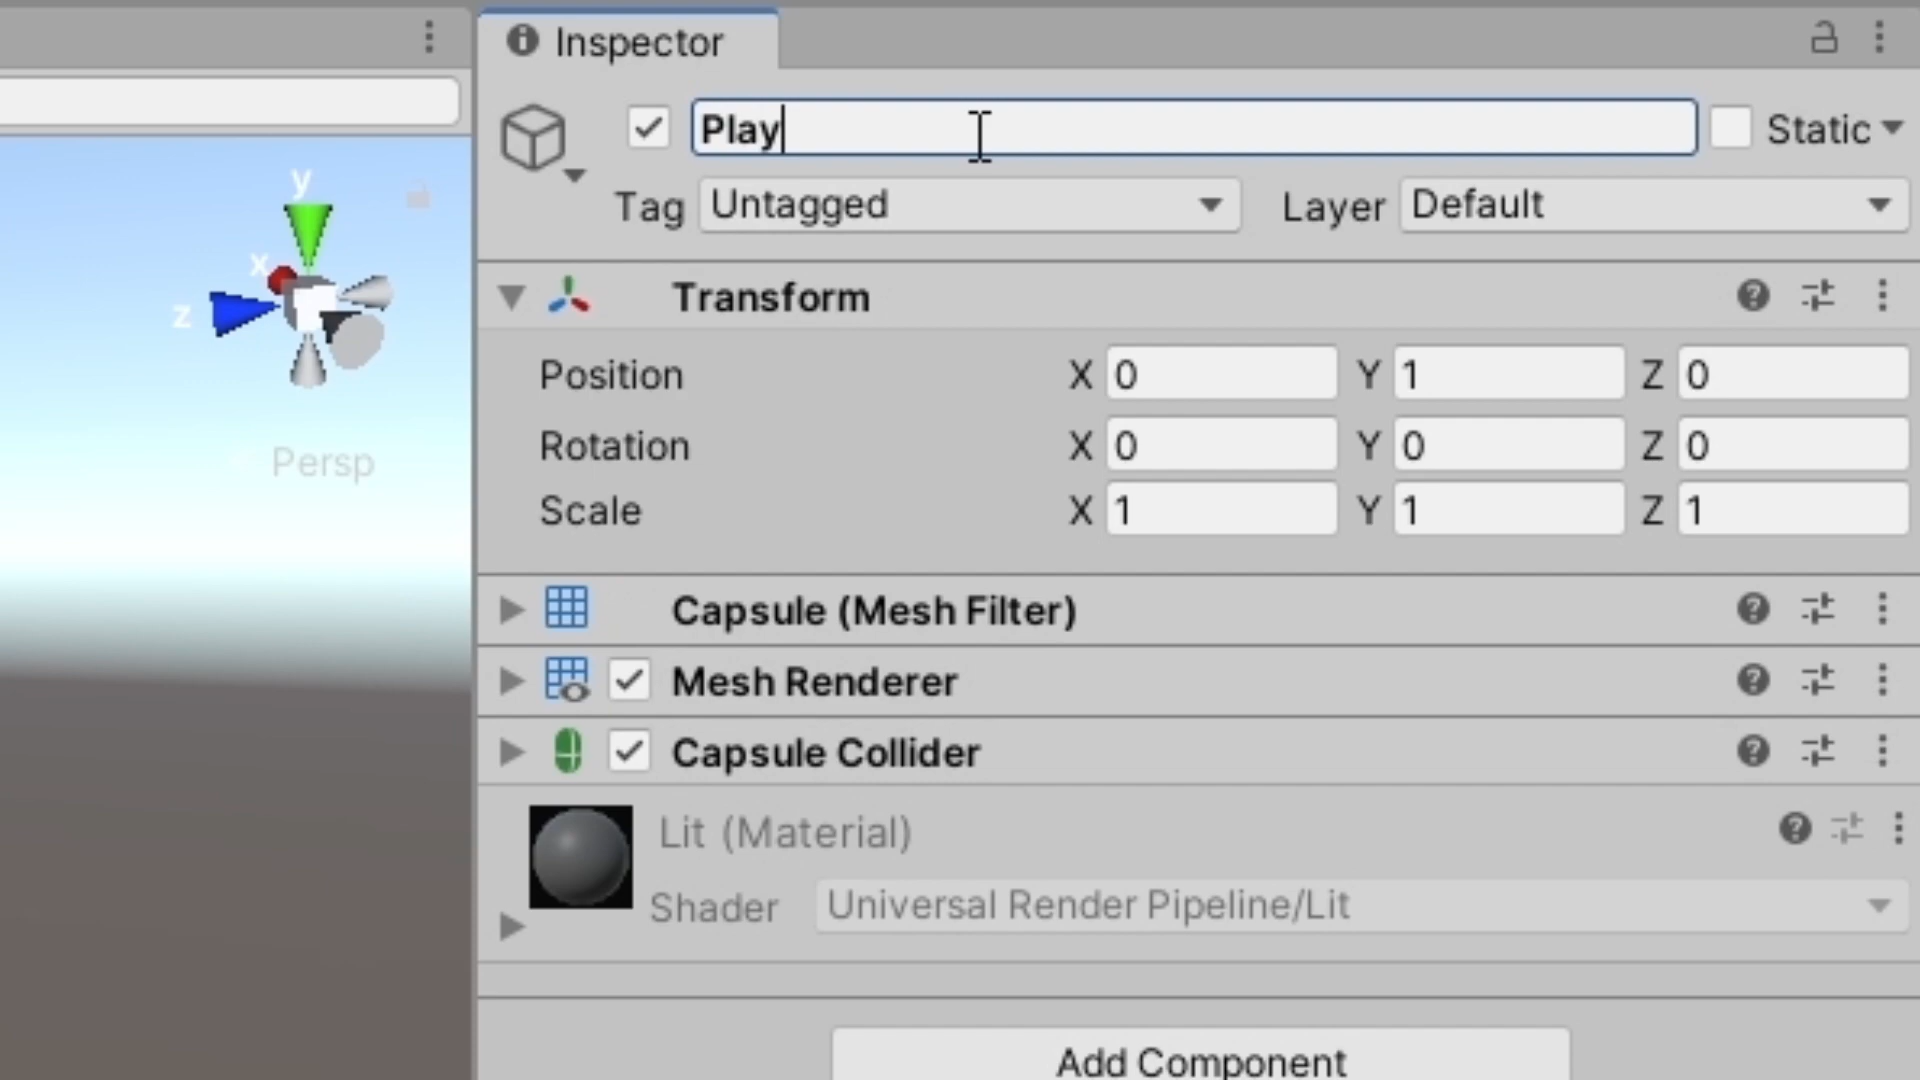 Inspector
Play
Static
Tag Untagged Layer Default
y
x
z
Persp
Transform
Position X 0 Y 1 Z 0
Rotation X 0 Y 0 Z 0
Scale X 1 Y 1 Z 1
Capsule (Mesh Filter)
Mesh Renderer
Capsule Collider
Lit (Material)
Shader Universal Render Pipeline/Lit
Add Component